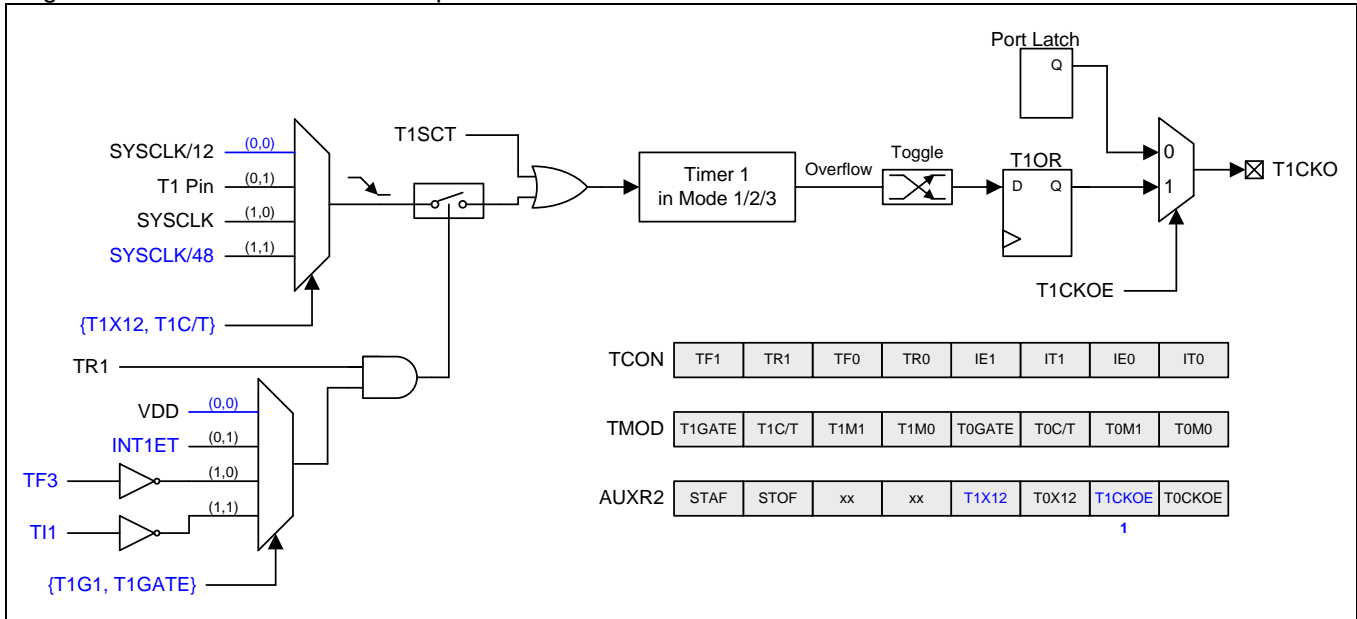 Port Latch
Q
SYSCLK/12 (0,0)
T1 Pin (0,1)
SYSCLK (1,0)
SYSCLK/48 (1,1)
{T1X12, T1C/T}
T1SCT
Timer 1
in Mode 1/2/3
Overflow
Toggle
T1OR
D Q
0
1
T1CKO
T1CKOE
TR1
VDD (0,0)
INT1ET (0,1)
TF3 (1,0)
TI1 (1,1)
{T1G1, T1GATE}
TCON TF1 TR1 TF0 TR0 IE1 IT1 IE0 IT0
TMOD T1GATE T1C/T T1M1 T1M0 T0GATE T0C/T T0M1 T0M0
AUXR2 STAF STOF xx xx T1X12 T0X12 T1CKOE T0CKOE
1